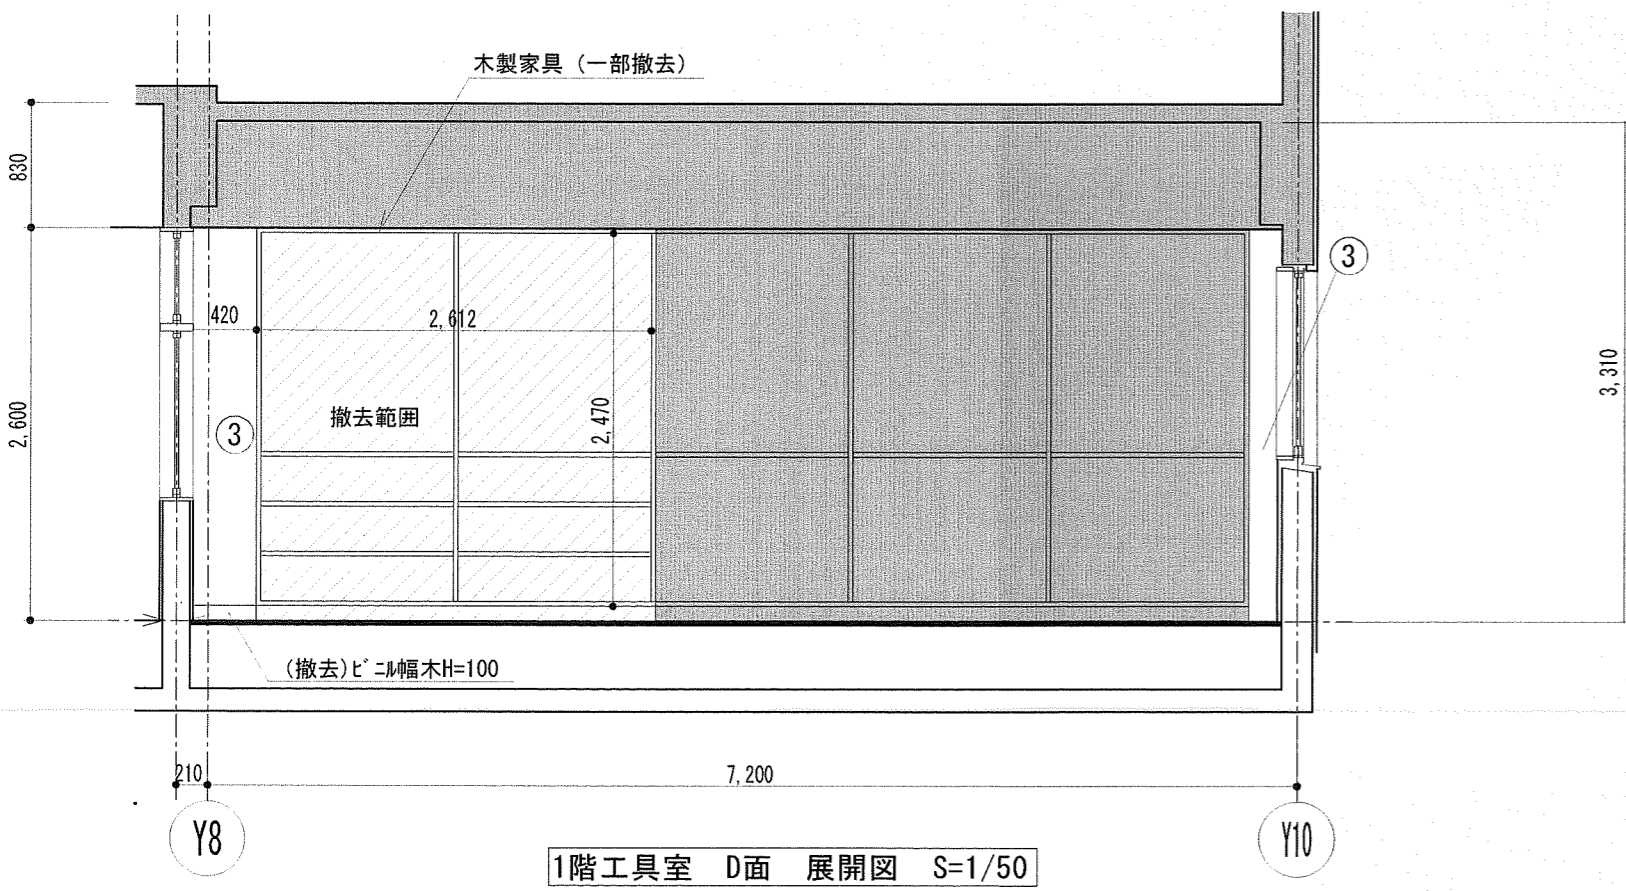 木製家具（一部撤去）
830
③
420
2,612
3,310
撤去範囲
2,600
③
2,470
(撤去)ビニル幅木H=100
210
7,200
Y8
Y10
1階工具室　D面　展開図　S=1/50